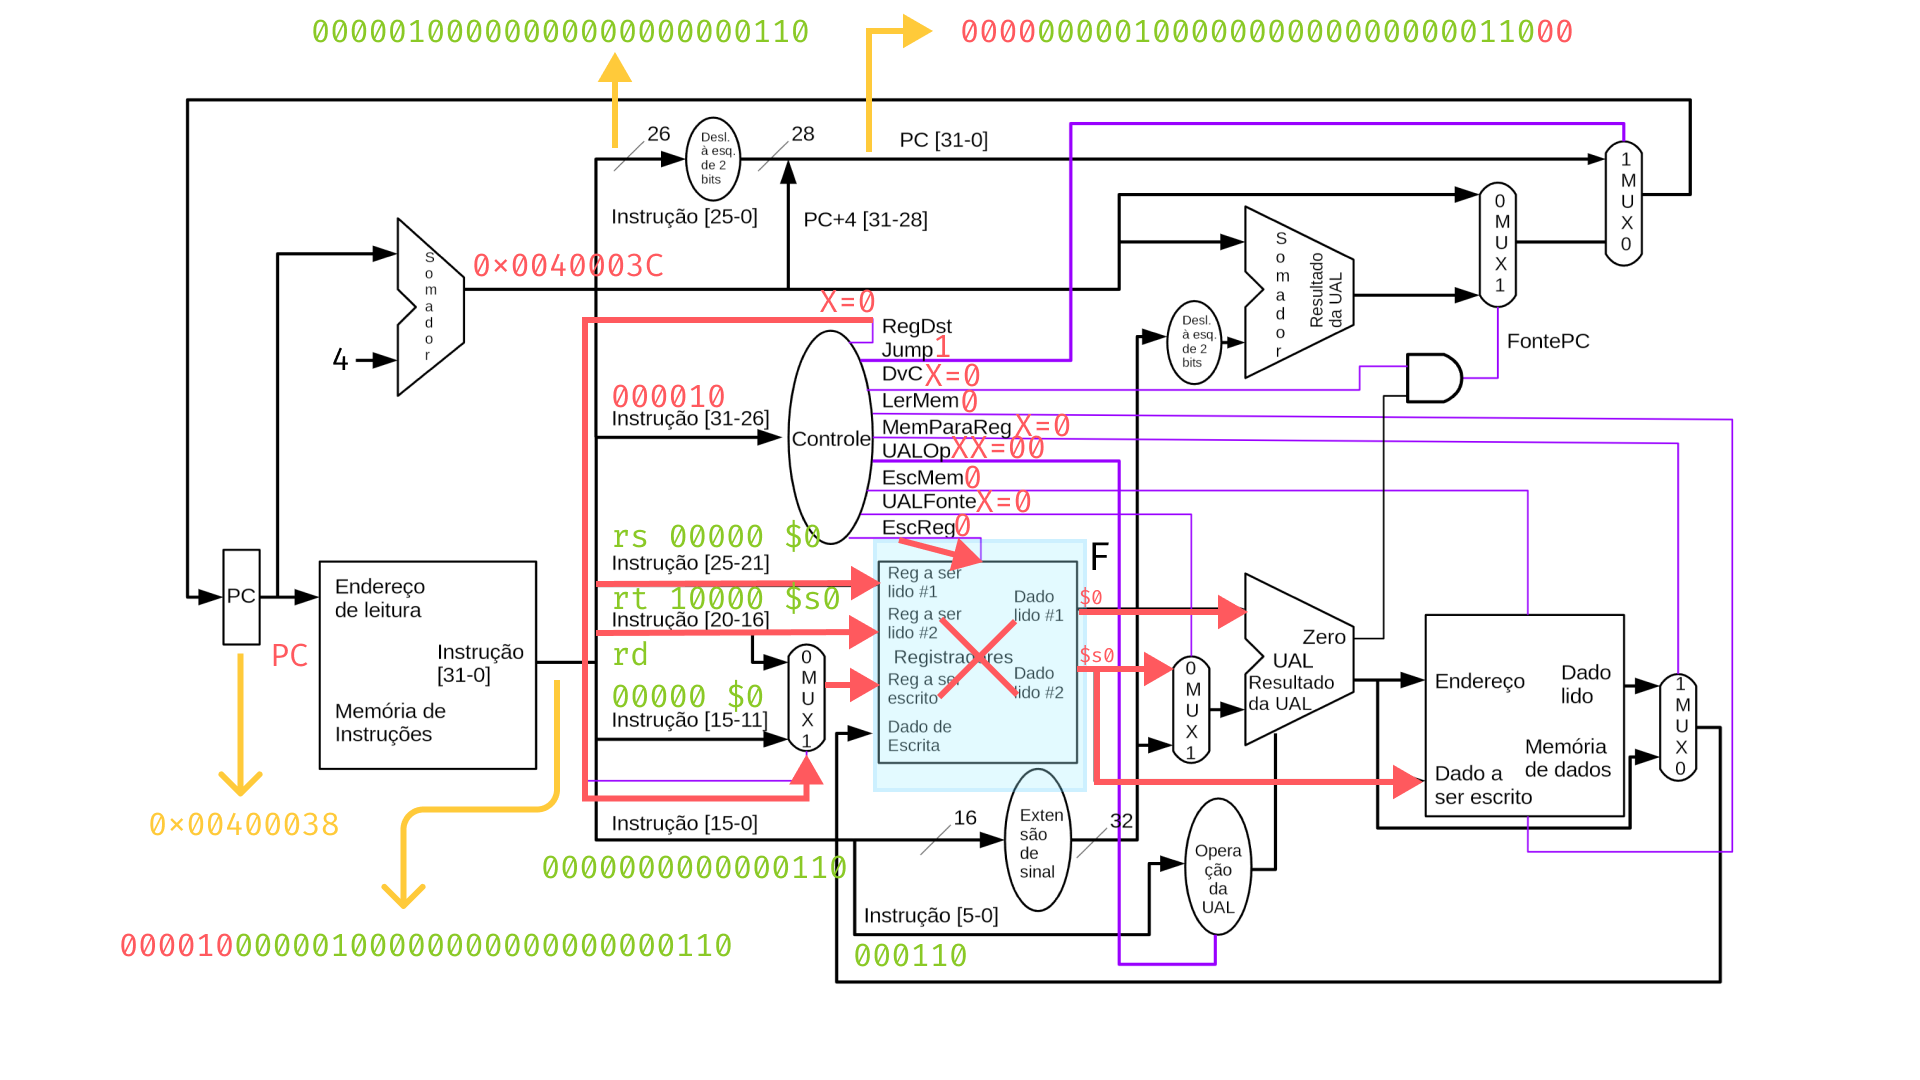 00000100000000000000000110
00000000010000000000000000011000
26
Desl.
à esq.
de 2
bits
28
PC [31-0]
1
M
U
X
0
Instrução [25-0]
PC+4 [31-28]
0
M
U
X
1
S
o
m
a
d
o
r
0×0040003C
S
o
m
a
d
o
r
Resultado
da UAL
X=0
4
RegDst
Jump 1
DvC X=0
LerMem 0
MemParaReg X=0
UALOp XX=00
EscMem 0
UALFonte X=0
EscReg 0
Desl.
à esq.
de 2
bits
FontePC
000010
Instrução [31-26]
Controle
rs 00000 $0
Instrução [25-21]
rt 10000 $s0
Instrução [20-16]
rd
00000 $0
Instrução [15-11]
0
M
U
X
1
F
Reg a ser
lido #1
Reg a ser
lido #2
Registradores
Reg a ser
escrito
Dado de
Escrita
Dado
lido #1
Dado
lido #2
$0
$s0
0
M
U
X
1
Zero
UAL
Resultado
da UAL
Endereço
Dado
lido
Memória
de dados
Dado a
ser escrito
1
M
U
X
0
PC
PC
Endereço
de leitura
Instrução
[31-0]
Memória de
Instruções
0×00400038
Instrução [15-0]
16
Exten
são
de
sinal
32
0000000000000110
Opera
ção
da
UAL
Instrução [5-0]
000110
00001000000100000000000000000110